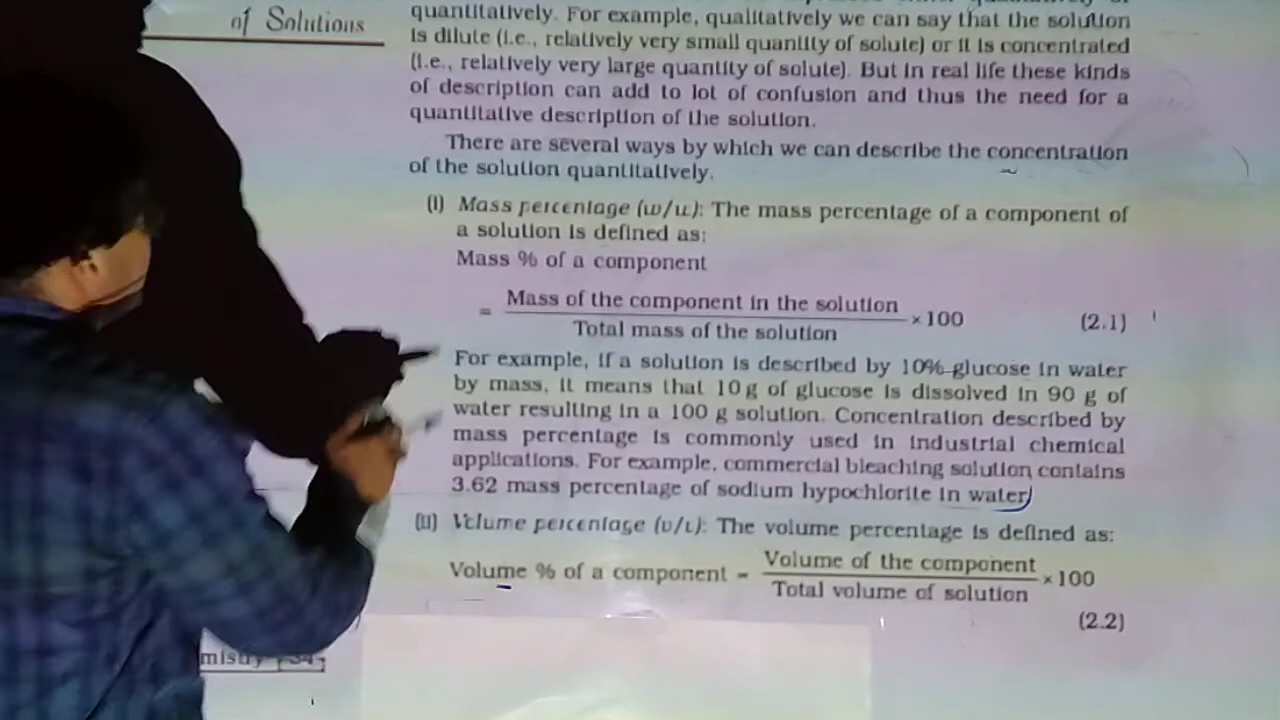 of Solutions
quantitatively. For example, qualitatively we can say that the solution
is dilute (i.e., relatively very small quantity of solute) or it is concentrated
(i.e., relatively very large quantity of solute). But in real life these kinds
of description can add to lot of confusion and thus the need for a
quantitative description of the solution.
There are several ways by which we can describe the concentration
of the solution quantitatively.
(i) Mass percentage (w/w): The mass percentage of a component of
a solution is defined as:
Mass % of a component
= Mass of the component in the solution
Total mass of the solution × 100 (2.1)
For example, if a solution is described by 10% glucose in water
by mass, it means that 10 g of glucose is dissolved in 90 g of
water resulting in a 100 g solution. Concentration described by
mass percentage is commonly used in industrial chemical
applications. For example, commercial bleaching solution contains
3.62 mass percentage of sodium hypochlorite in water
(ii) Volume percentage (v/v): The volume percentage is defined as:
Volume % of a component = Volume of the component
Total volume of solution × 100
(2.2)
mistry 34